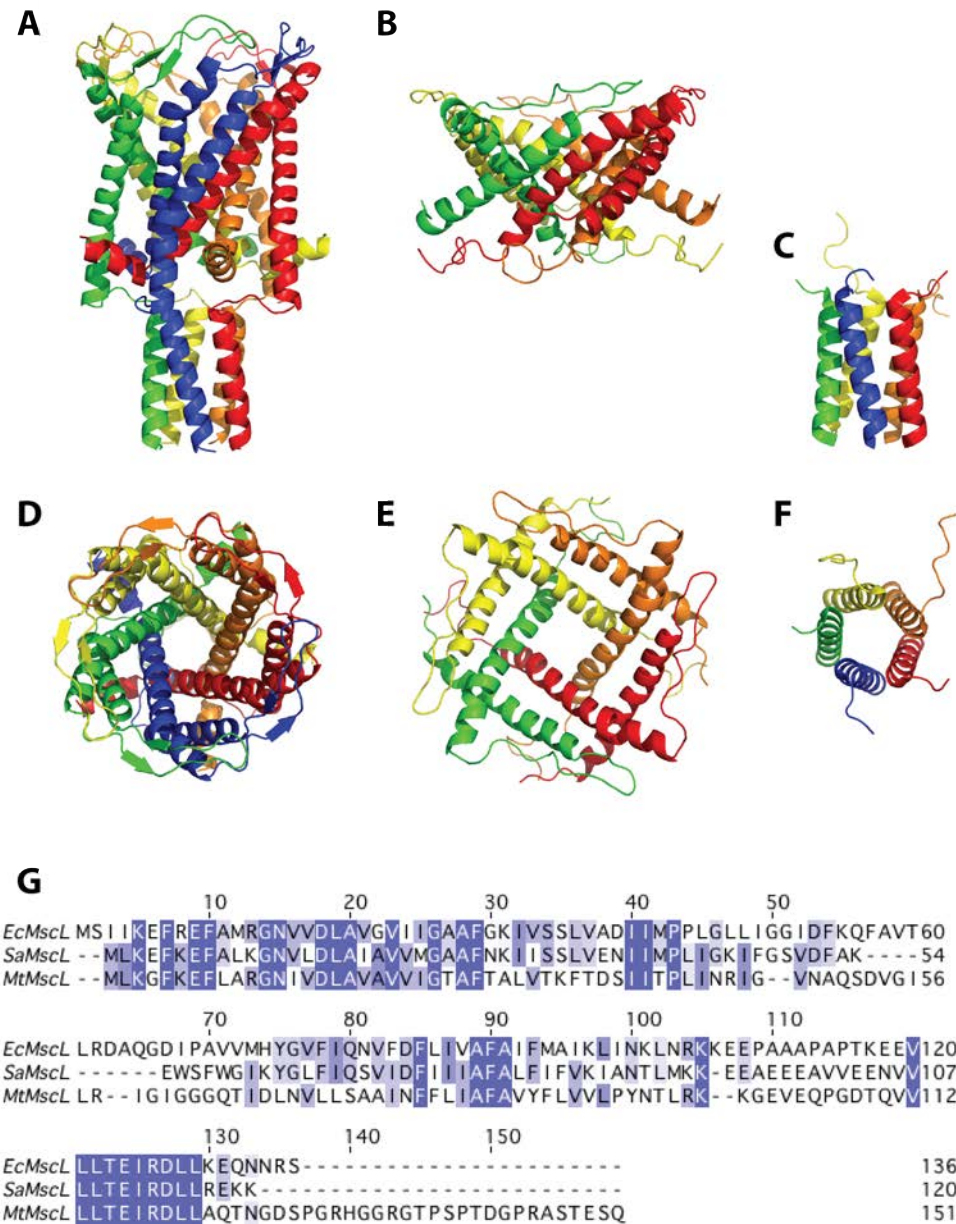 A
B
C
D
E
F
G
10 20 30 40 50
EcMscL MSIIKEFREFAMRGNVVDLAVGVIIGAAFGKIVSSLVADIIMPPLGLLIGGIDFKQFAVT 60
SaMscL --MLKEFKEFALKGNVLDLAIAVVMGAAFNKIISSLVENIIMPLIGKIFGSVDFAK---- 54
MtMscL --MLKGFKEFLARGNIVDLAVAVVIGTAFTALVTKFTDSIITPLINRIG--VNAQSDVGI 56
70 80 90 100 110
EcMscL LRDAQGDIPAVVMHYGVFIQNVFDFLIVAFAIFMAIKLINKLNRKKEEPAAAPAPTKEEV 120
SaMscL ------EWSFWGIKYGLFIQSVIDFIIIAFALFIFVKIANTLMKK-EEAEEEAVVEENVV 107
MtMscL LR--IGIGGGQTIDLNVLLSAAINFFLIAFAVYFLVVLPYNTLRK--KGEVEQPGDTQVV 112
130 140 150
EcMscL LLTEIRDLLKEQNNRS----------------------- 136
SaMscL LLTEIRDLLREKK-------------------------- 120
MtMscL LLTEIRDLLAQTNGDSPGRHGGRGTPSPTDGPRASTESQ 151